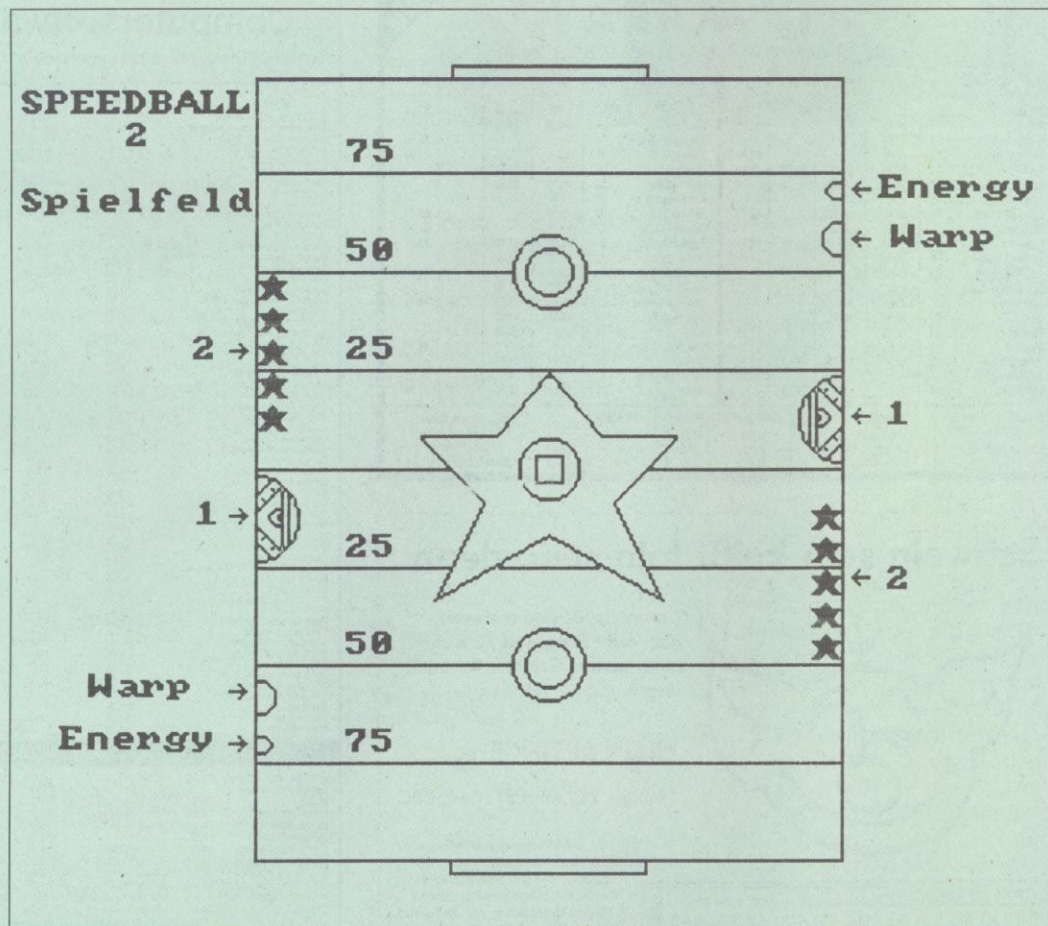 SPEEDBALL
2
75
Spielfeld
←Energy
← Warp
50
2 →
25
← 1
1 →
25
← 2
50
Warp →
Energy →
75